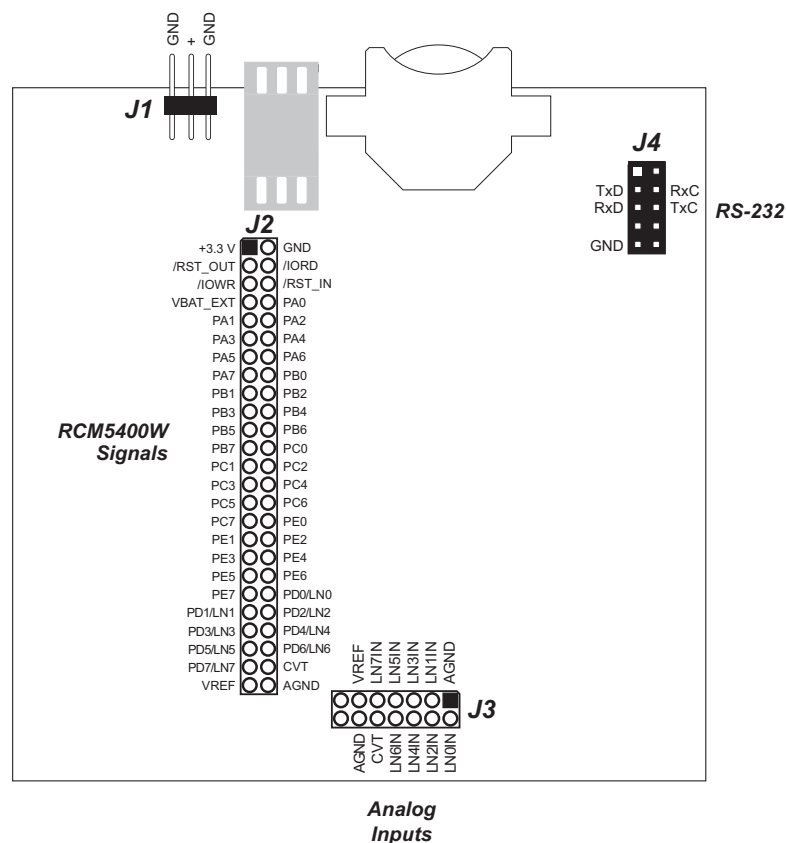 GND
+
GND
J1
J4
TxD RxC
RxD TxC
GND
RS-232
J2
+3.3 V GND
/RST_OUT /IORD
/IOWR /RST_IN
VBAT_EXT PA0
PA1 PA2
PA3 PA4
PA5 PA6
PA7 PB0
PB1 PB2
PB3 PB4
PB5 PB6
PB7 PC0
PC1 PC2
PC3 PC4
PC5 PC6
PC7 PE0
PE1 PE2
PE3 PE4
PE5 PE6
PE7 PD0/LN0
PD1/LN1 PD2/LN2
PD3/LN3 PD4/LN4
PD5/LN5 PD6/LN6
PD7/LN7 CVT
VREF AGND
RCM5400W
Signals
VREF
LN7IN
LN5IN
LN3IN
LN1IN
AGND
J3
AGND
CVT
LN6IN
LN4IN
LN2IN
LN0IN
Analog
Inputs